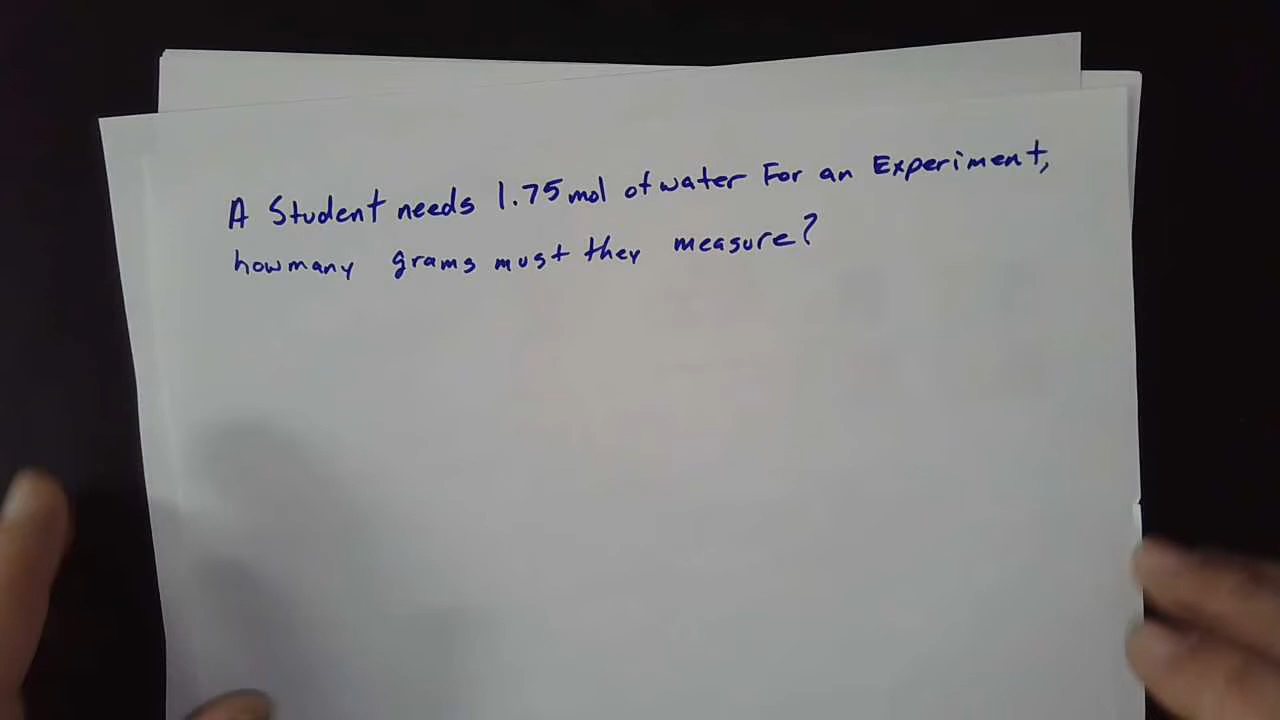 A Student needs 1.75 mol of water For an Experiment,
how many grams must they measure?